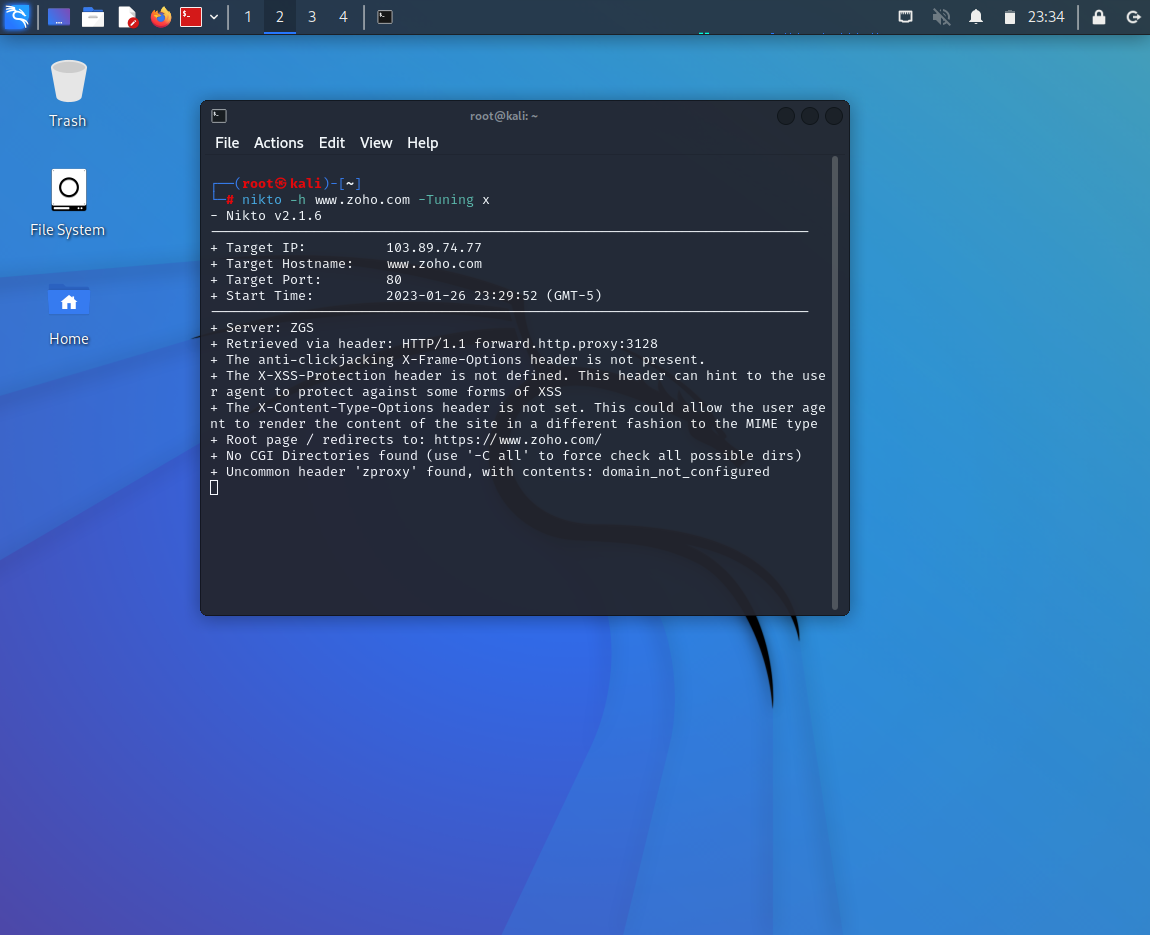 1 2 3 4 23:34
Trash
File System
Home
root@kali: ~
File Actions Edit View Help
┌──(root㉿kali)-[~]
└─# nikto -h www.zoho.com -Tuning x
- Nikto v2.1.6
+ Target IP: 103.89.74.77
+ Target Hostname: www.zoho.com
+ Target Port: 80
+ Start Time: 2023-01-26 23:29:52 (GMT-5)
+ Server: ZGS
+ Retrieved via header: HTTP/1.1 forward.http.proxy:3128
+ The anti-clickjacking X-Frame-Options header is not present.
+ The X-XSS-Protection header is not defined. This header can hint to the use
r agent to protect against some forms of XSS
+ The X-Content-Type-Options header is not set. This could allow the user age
nt to render the content of the site in a different fashion to the MIME type
+ Root page / redirects to: https://www.zoho.com/
+ No CGI Directories found (use '-C all' to force check all possible dirs)
+ Uncommon header 'zproxy' found, with contents: domain_not_configured